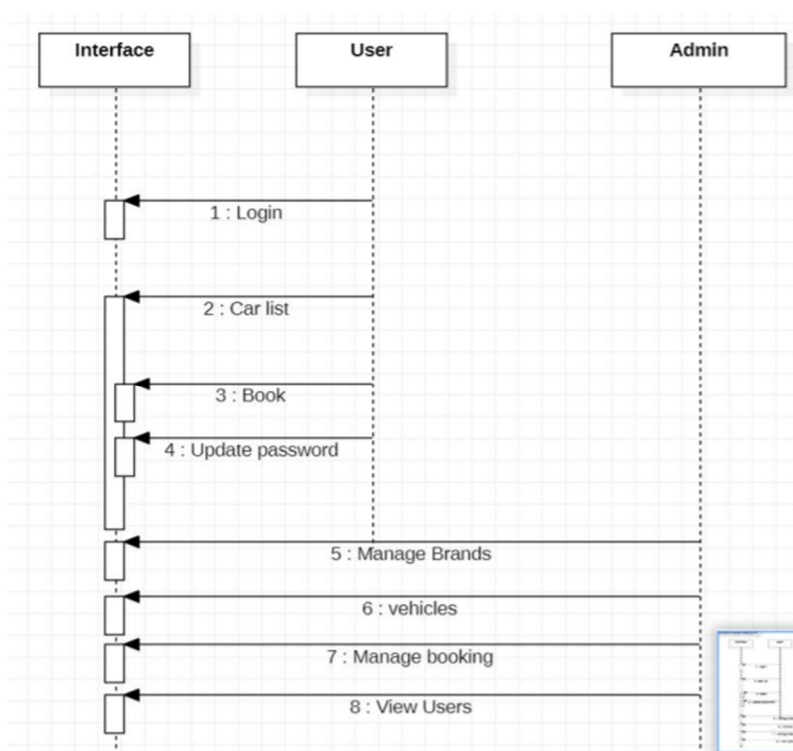 Interface
User
Admin
1 : Login
2 : Car list
3 : Book
4 : Update password
5 : Manage Brands
6 : vehicles
7 : Manage booking
8 : View Users